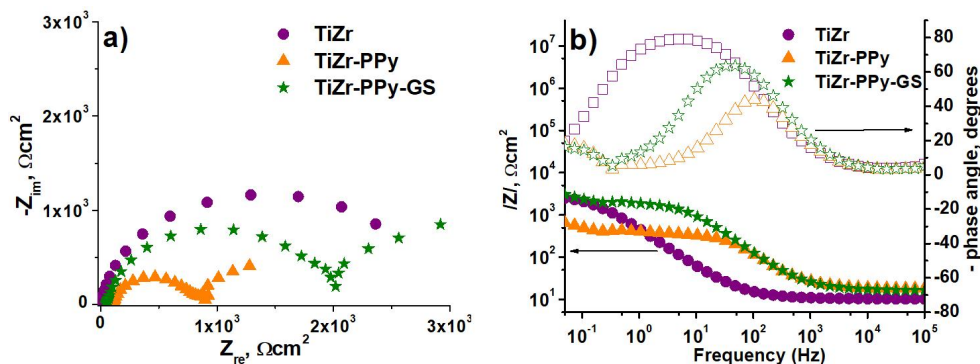 a)
TiZr
TiZr-PPy
TiZr-PPy-GS
3x10³
2x10³
1x10³
0
-Z_im, Ωcm²
0
1x10³
2x10³
3x10³
Z_re, Ωcm²
b)
TiZr
TiZr-PPy
TiZr-PPy-GS
10⁷
10⁶
10⁵
10⁴
10³
10²
10¹
/Z/, Ωcm²
80
60
40
20
0
-20
-40
-60
-80
- phase angle, degrees
10⁻¹
10⁰
10¹
10²
10³
10⁴
10⁵
Frequency (Hz)